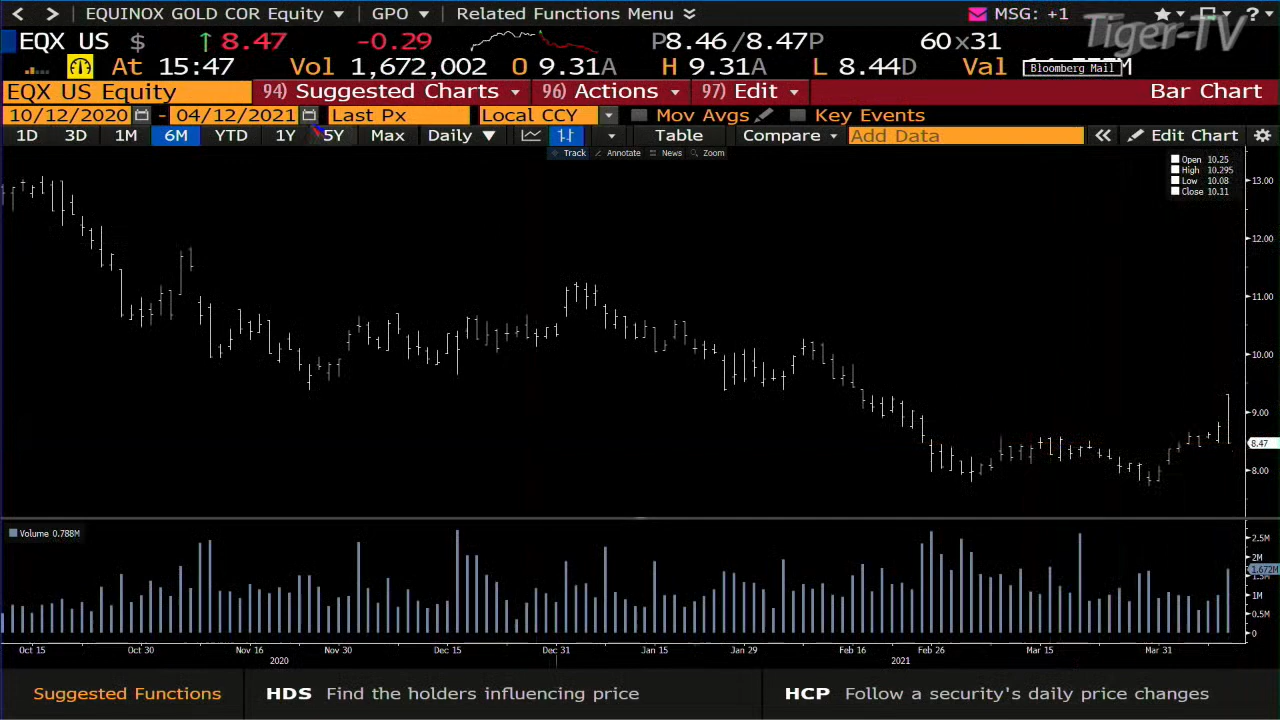 EQUINOX GOLD COR Equity GPO Related Functions Menu MSG: +1 ?
EQX US $ ↑ 8.47 -0.29 P8.46 / 8.47P 60 x 31 Tiger-TV
At 15:47 Vol 1,672,002 O 9.31A H 9.31A L 8.44D Val Bloomberg Mail
EQX US Equity 94) Suggested Charts 96) Actions 97) Edit Bar Chart
10/12/2020 - 04/12/2021 Last Px Local CCY Mov Avgs Key Events
1D 3D 1M 6M YTD 1Y 5Y Max Daily ▼ Table Compare Add Data « Edit Chart
Track Annotate News Zoom
Open 10.25
High 10.295
Low 10.08
Close 10.11
13.00
12.00
11.00
10.00
9.00
8.47
8.00
Volume 0.788M
2.5M
2M
1.672M
1.5M
1M
0.5M
0
Oct 15 Oct 30 Nov 16 Nov 30 Dec 15 Dec 31 Jan 15 Jan 29 Feb 16 Feb 26 Mar 15 Mar 31
2020 2021
Suggested Functions HDS Find the holders influencing price HCP Follow a security's daily price changes